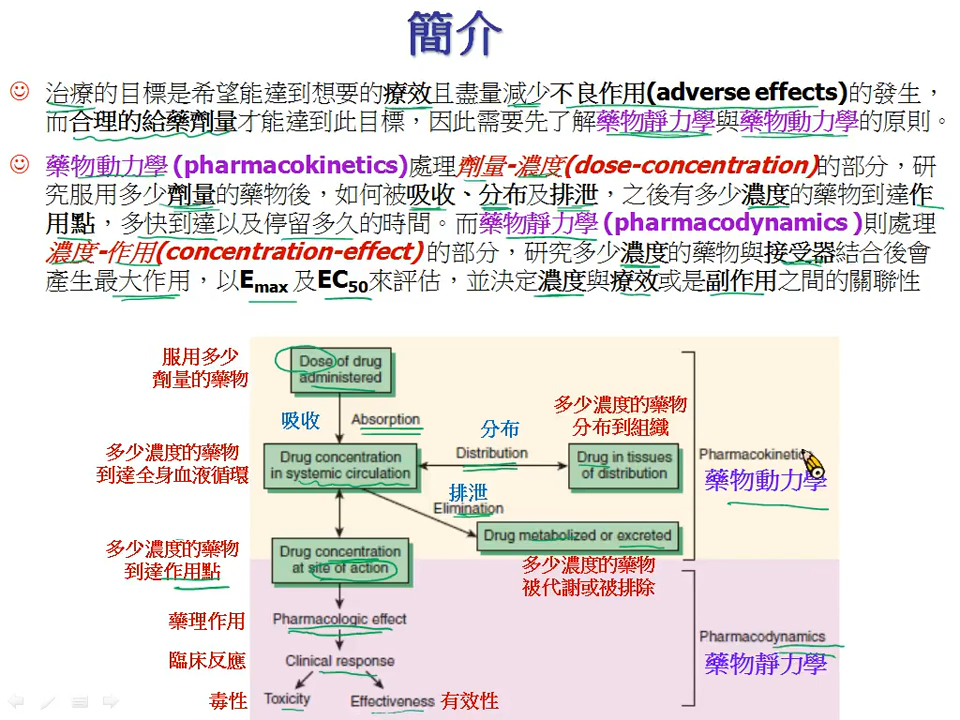 簡介
治療的目標是希望能達到想要的療效且盡量減少不良作用(adverse effects)的發生，
而合理的給藥劑量才能達到此目標，因此需要先了解藥物靜力學與藥物動力學的原則。
藥物動力學(pharmacokinetics)處理劑量-濃度(dose-concentration)的部分，研
究服用多少劑量的藥物後，如何被吸收、分布及排泄，之後有多少濃度的藥物到達作
用點，多快到達以及停留多久的時間。而藥物靜力學(pharmacodynamics )則處理
濃度-作用(concentration-effect)的部分，研究多少濃度的藥物與接受器結合後會
產生最大作用，以Emax 及EC50來評估，並決定濃度與療效或是副作用之間的關聯性
服用多少
劑量的藥物
Dose of drug
administered
吸收
Absorption
多少濃度的藥物
到達全身血液循環
Drug concentration
in systemic circulation
分布
Distribution
多少濃度的藥物
分布到組織
Drug in tissues
of distribution
Pharmacokinetic
藥物動力學
排泄
Elimination
Drug metabolized or excreted
多少濃度的藥物
被代謝或被排除
多少濃度的藥物
到達作用點
Drug concentration
at site of action
藥理作用
Pharmacologic effect
臨床反應
Clinical response
Pharmacodynamics
藥物靜力學
毒性
Toxicity
Effectiveness
有效性